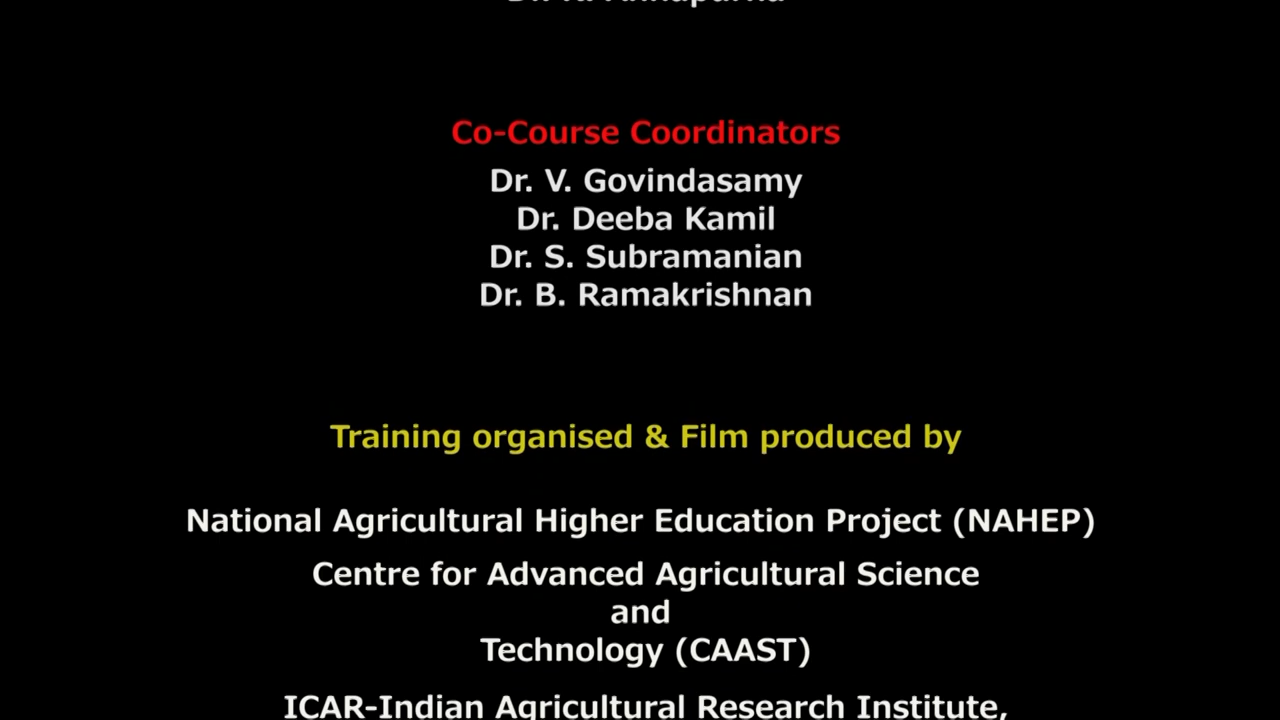 Co-Course Coordinators
Dr. V. Govindasamy
Dr. Deeba Kamil
Dr. S. Subramanian
Dr. B. Ramakrishnan
Training organised & Film produced by
National Agricultural Higher Education Project (NAHEP)
Centre for Advanced Agricultural Science
and
Technology (CAAST)
ICAR-Indian Agricultural Research Institute,